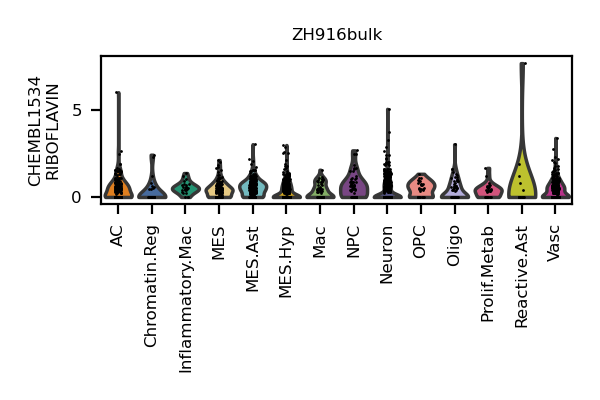 ZH916bulk
CHEMBL1534
RIBOFLAVIN
5
0
AC
Chromatin.Reg
Inflammatory.Mac
MES
MES.Ast
MES.Hyp
Mac
NPC
Neuron
OPC
Oligo
Prolif.Metab
Reactive.Ast
Vasc